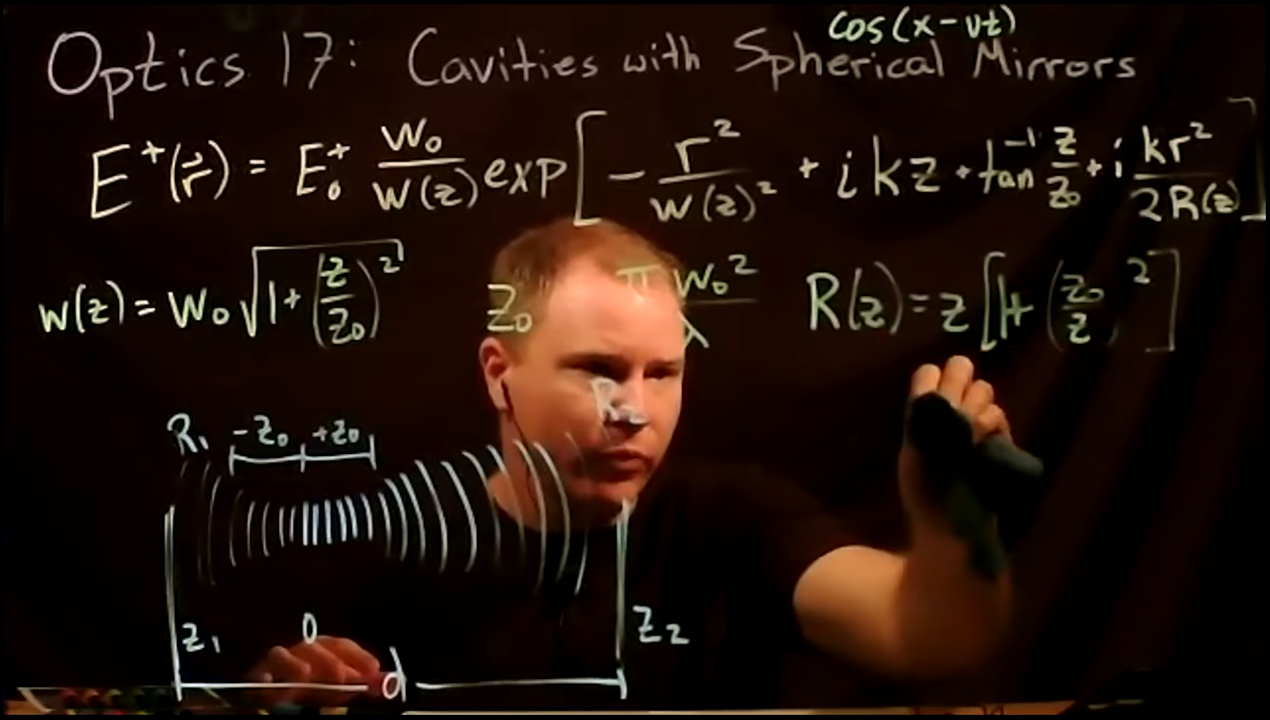 cos(x-vt)
Optics 17: Cavities with Spherical Mirrors
E⁺(r⃗) = E₀⁺ W₀/W(z) exp[-r²/W(z)² + ikz + tan⁻¹ z/z₀ + i kr²/2R(z)]
W(z) = W₀ √(1+(z/z₀)²) z₀ πW₀²/λ R(z) = z[1+(z₀/z)²]
R₁ -z₀ +z₀ R₂
z₁ 0 z₂
d